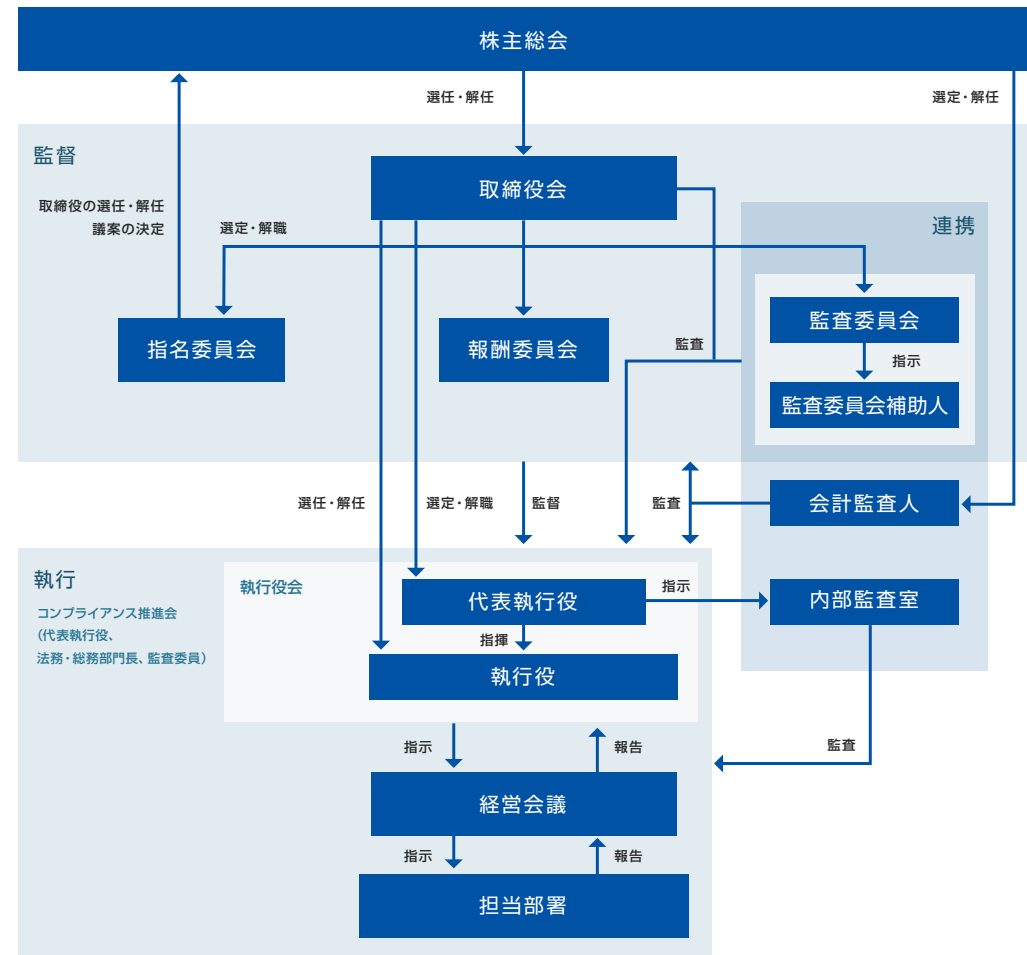 株主総会
選任・解任
選定・解任
監督
取締役会
取締役の選任・解任
議案の決定
選定・解職
連携
監査委員会
指名委員会
報酬委員会
監査
指示
監査委員会補助人
選任・解任
選定・解職
監督
監査
会計監査人
執行
コンプライアンス推進会
(代表執行役、
法務・総務部門長、監査委員)
執行役会
代表執行役
指示
内部監査室
指揮
執行役
指示
報告
監査
経営会議
指示
報告
担当部署